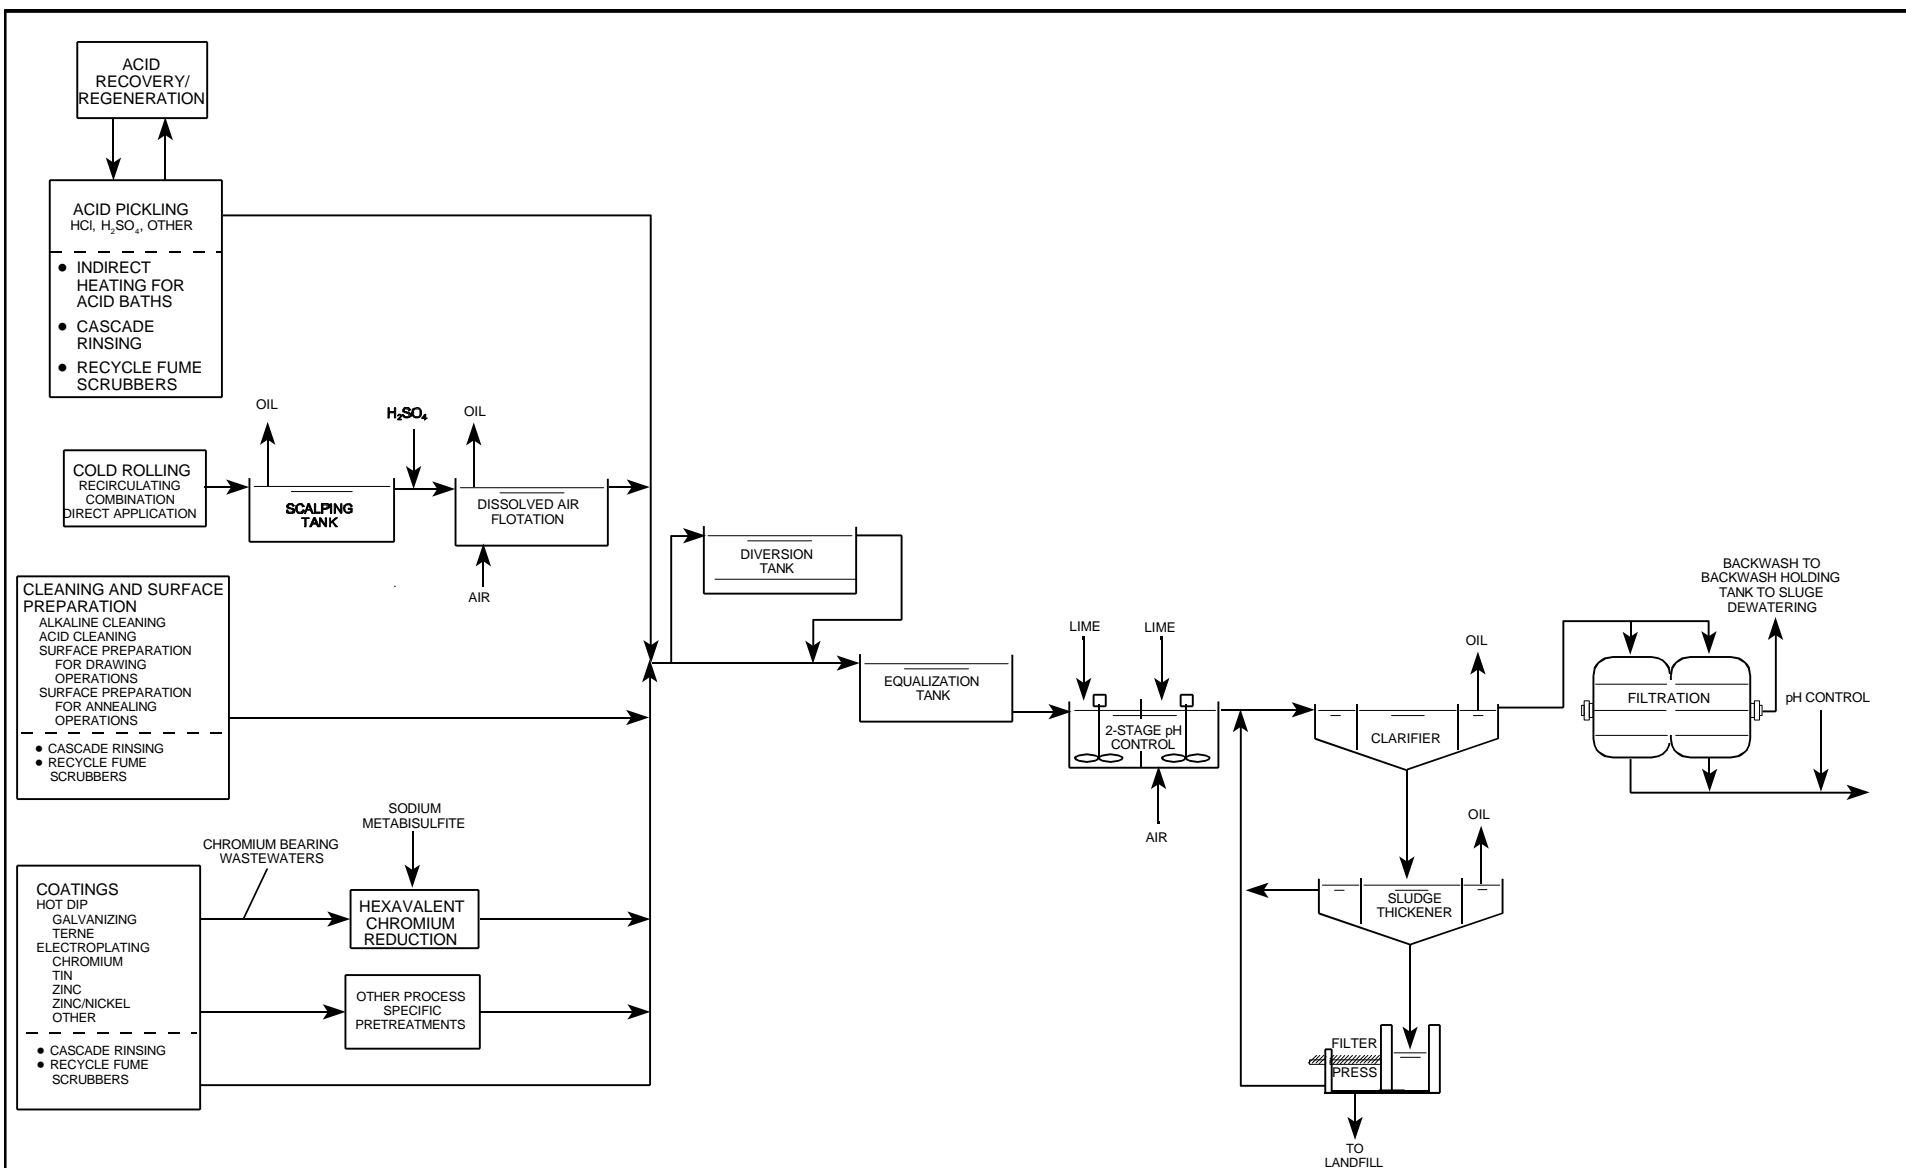 ACID
RECOVERY/
REGENERATION
ACID PICKLING
HCl, H₂SO₄, OTHER
● INDIRECT
HEATING FOR
ACID BATHS
● CASCADE
RINSING
● RECYCLE FUME
SCRUBBERS
OIL
H₂SO₄
OIL
COLD ROLLING
RECIRCULATING
COMBINATION
DIRECT APPLICATION
SCALPING
TANK
DISSOLVED AIR
FLOTATION
AIR
DIVERSION
TANK
CLEANING AND SURFACE
PREPARATION
ALKALINE CLEANING
ACID CLEANING
SURFACE PREPARATION
FOR DRAWING
OPERATIONS
SURFACE PREPARATION
FOR ANNEALING
OPERATIONS
● CASCADE RINSING
● RECYCLE FUME
SCRUBBERS
EQUALIZATION
TANK
LIME
LIME
2-STAGE pH
CONTROL
AIR
OIL
CLARIFIER
BACKWASH TO
BACKWASH HOLDING
TANK TO SLUGE
DEWATERING
FILTRATION
pH CONTROL
SODIUM
METABISULFITE
CHROMIUM BEARING
WASTEWATERS
COATINGS
HOT DIP
GALVANIZING
TERNE
ELECTROPLATING
CHROMIUM
TIN
ZINC
ZINC/NICKEL
OTHER
● CASCADE RINSING
● RECYCLE FUME
SCRUBBERS
HEXAVALENT
CHROMIUM
REDUCTION
OTHER PROCESS
SPECIFIC
PRETREATMENTS
OIL
SLUDGE
THICKENER
FILTER
PRESS
TO
LANDFILL